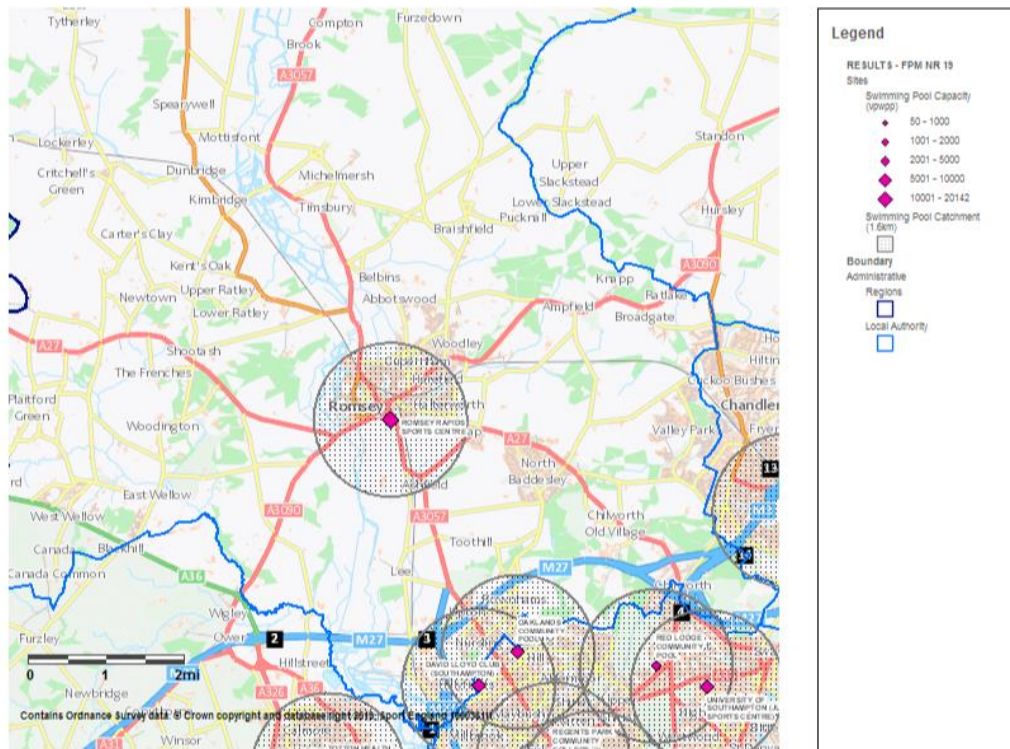 Tytherley
Compton
Furzedown
Brook
A3057
Spearywell
Mottisfont
Standon
Lockerley
Critchell's
Green
Dunbridge
Michelmersh
Upper
Slackstead
Kimbridge
Timsbury
Lower Slackstead
Pucknall
Hursley
Carter's Clay
Braishfield
Kent's Oak
Belbins
A3090
Newtown
Upper Ratley
Abbotswood
Knapp
Lower Ratley
Ampfield
Ratlake
Broadgate
A27
Shootash
Woodley
The Frenches
Cuckoo Bushes
Plaitford
Green
Romsey
Chandler
ROMSEY RAPIDS
SPORTS CENTRE
Woodington
A27
Valley Park
North
Baddesley
13
East Wellow
Ashfield
West Wellow
A3090
A3057
Chilworth
Old Village
Canada
Blackhill
Toothill
Canada Common
A36
Lee
M27
Wigley
Chilworth
Furzley
Ower
2
M27
3
4
OAKLANDS
COMMUNITY
POOL
RED LODGE
COMMUNITY
POOL
Hillstreet
DAVID LLOYD CLUB
(SOUTHAMPTON)
0
1
2mi
Newbridge
A326
A36
UNIVERSITY OF
SOUTHAMPTON
SPORTS CENTRE
Contains Ordnance Survey data © Crown copyright and database right 2019. Sport England
REGENTS PARK
COMMUNITY
A31
Winsor
Legend
RESULTS - FPM NR 19
Sites
Swimming Pool Capacity
(vpwpp)
50 - 1000
1001 - 2000
2001 - 5000
5001 - 10000
10001 - 20142
Swimming Pool Catchment
(1.6km)
Boundary
Administrative
Regions
Local Authority